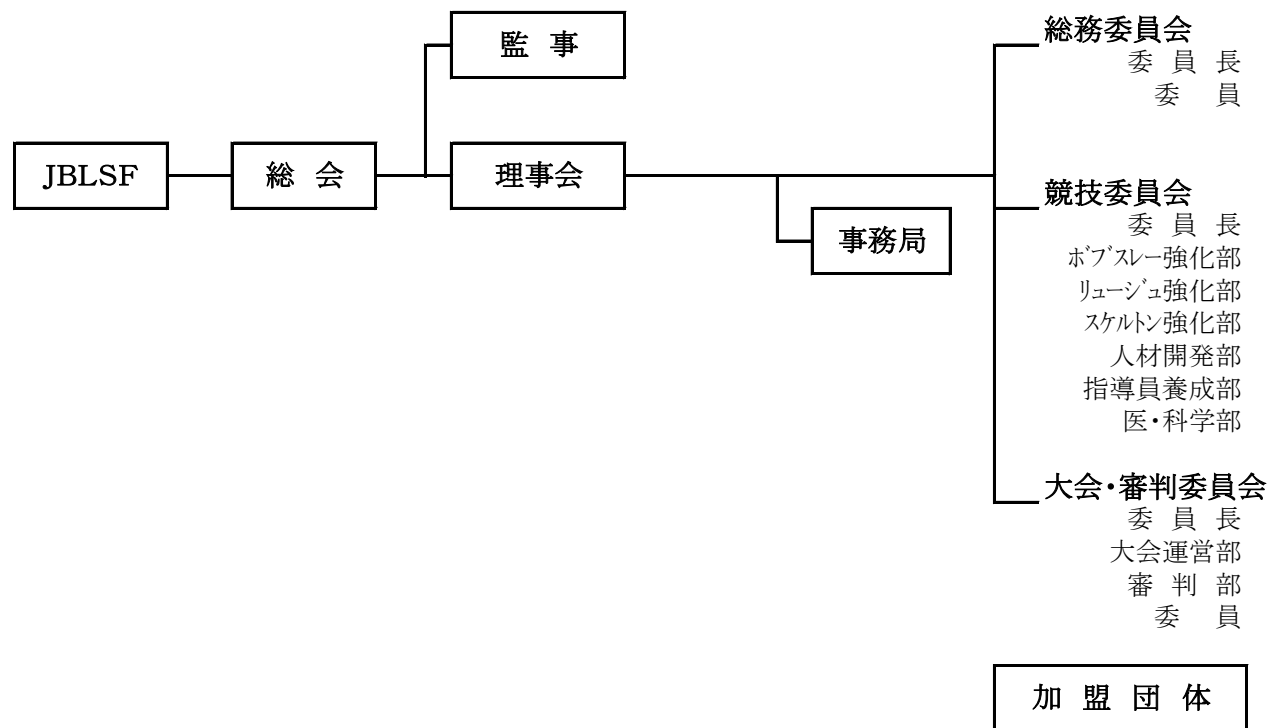 監 事
JBLSF
総 会
理事会
事務局
総務委員会
委 員 長
委 員
競技委員会
委 員 長
ボブスレー強化部
リュージュ強化部
スケルトン強化部
人材開発部
指導員養成部
医・科学部
大会・審判委員会
委 員 長
大会運営部
審 判 部
委 員
加 盟 団 体